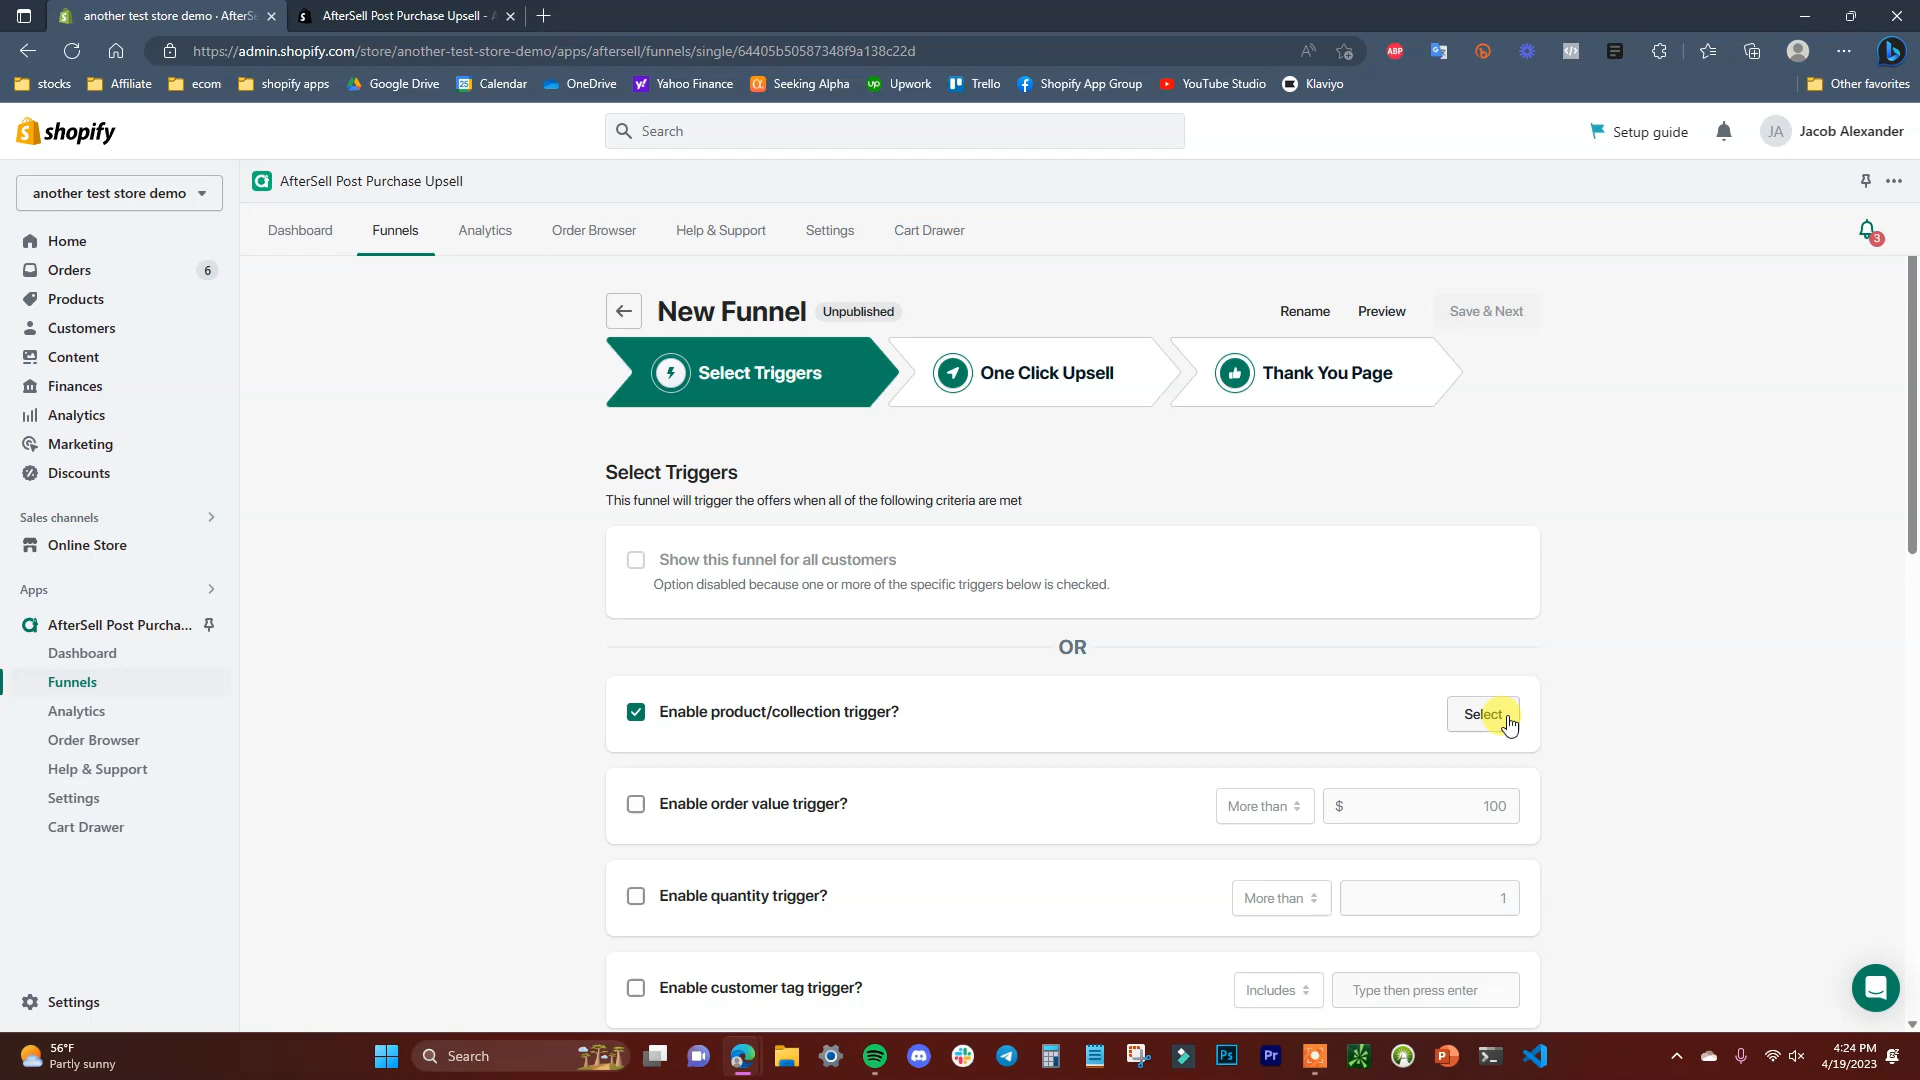 another test store demo · AfterSe
AfterSell Post Purchase Upsell - A
https://admin.shopify.com/store/another-test-store-demo/apps/aftersell/funnels/single/64405b50587348f9a138c22d
ABP
stocks
Affiliate
ecom
shopify apps
Google Drive
Calendar
OneDrive
Yahoo Finance
Seeking Alpha
Upwork
Trello
Shopify App Group
YouTube Studio
Klaviyo
Other favorites
shopify
Search
Setup guide
JA
Jacob Alexander
another test store demo
AfterSell Post Purchase Upsell
Dashboard
Funnels
Analytics
Order Browser
Help & Support
Settings
Cart Drawer
3
Home
Orders
6
Products
Customers
Content
Finances
Analytics
Marketing
Discounts
Sales channels
Online Store
Apps
AfterSell Post Purcha...
Dashboard
Funnels
Analytics
Order Browser
Help & Support
Settings
Cart Drawer
Settings
New Funnel
Unpublished
Rename
Preview
Save & Next
Select Triggers
One Click Upsell
Thank You Page
Select Triggers
This funnel will trigger the offers when all of the following criteria are met
Show this funnel for all customers
Option disabled because one or more of the specific triggers below is checked.
OR
Enable product/collection trigger?
Select
Enable order value trigger?
More than
$
100
Enable quantity trigger?
More than
1
Enable customer tag trigger?
Includes
Type then press enter
56°F
Partly sunny
Search
Ps
Pr
4:24 PM
4/19/2023